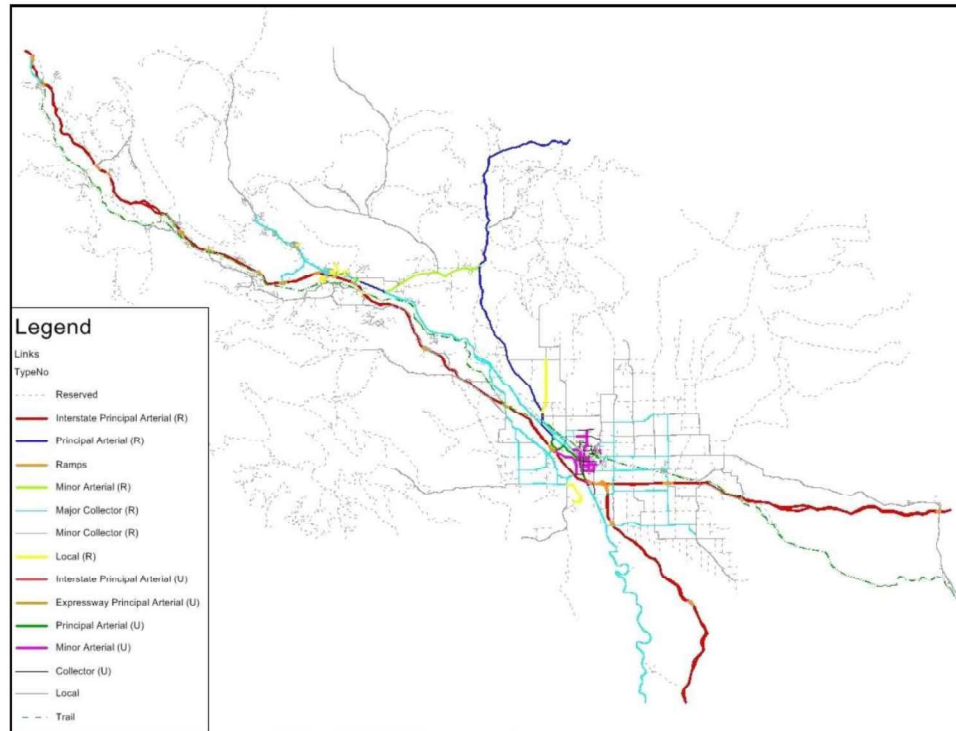 Legend
Links
TypeNo
Reserved
Interstate Principal Arterial (R)
Principal Arterial (R)
Ramps
Minor Arterial (R)
Major Collector (R)
Minor Collector (R)
Local (R)
Interstate Principal Arterial (U)
Expressway Principal Arterial (U)
Principal Arterial (U)
Minor Arterial (U)
Collector (U)
Local
Trail